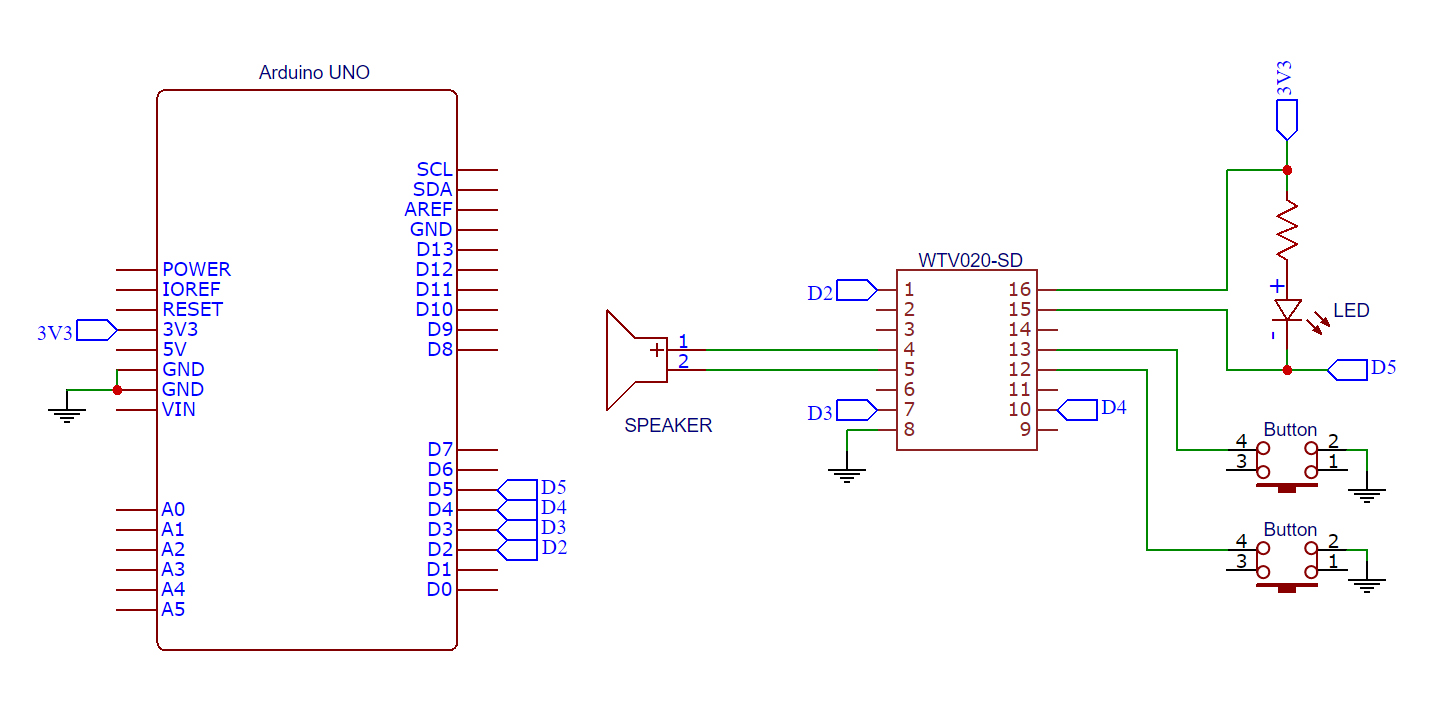 Arduino UNO
SCL
SDA
AREF
GND
D13
POWER
D12
IOREF
D11
RESET
D10
3V3
3V3
D9
5V
D8
GND
GND
VIN
D7
D6
D5
D5
A0
D4
D4
A1
D3
D3
A2
D2
D2
A3
D1
A4
D0
A5
+
1
2
SPEAKER
WTV020-SD
D2
1
16
2
15
3
14
4
13
5
12
6
11
D3
7
10
D4
8
9
3V3
+
-
LED
D5
Button
4
2
3
1
Button
4
2
3
1